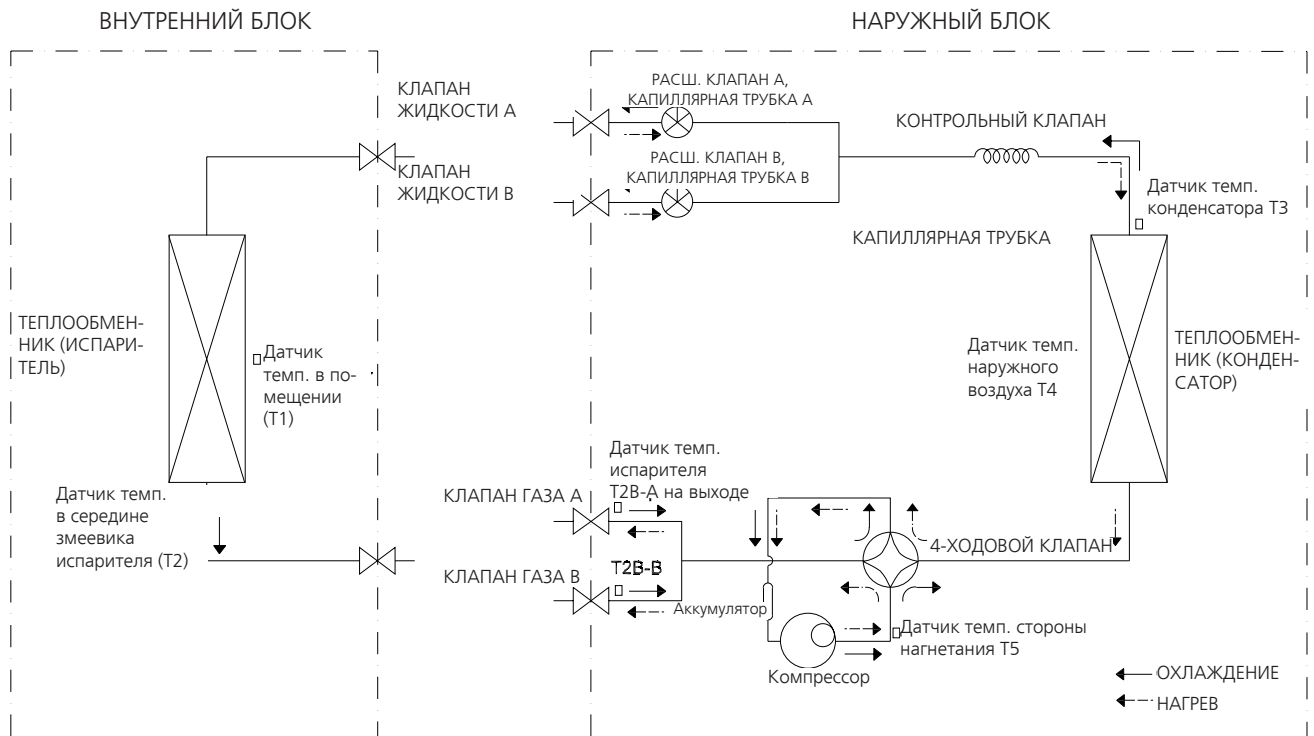 ВНУТРЕННИЙ БЛОК
НАРУЖНЫЙ БЛОК
КЛАПАН
ЖИДКОСТИ А
КЛАПАН
ЖИДКОСТИ В
РАСШ. КЛАПАН А,
КАПИЛЛЯРНАЯ ТРУБКА А
РАСШ. КЛАПАН В,
КАПИЛЛЯРНАЯ ТРУБКА В
КОНТРОЛЬНЫЙ КЛАПАН
Датчик темп.
конденсатора Т3
КАПИЛЛЯРНАЯ ТРУБКА
ТЕПЛООБМЕН-
НИК (ИСПАРИ-
ТЕЛЬ)
Датчик
темп. в по-
мещении
(Т1)
Датчик темп.
наружного
воздуха Т4
ТЕПЛООБМЕН-
НИК (КОНДЕН-
САТОР)
Датчик темп.
в середине
змеевика
испарителя (Т2)
КЛАПАН ГАЗА А
Датчик темп.
испарителя
Т2В-А на выходе
КЛАПАН ГАЗА В
Т2В-В
Аккумулятор
4-ХОДОВОЙ КЛАПАН
Компрессор
Датчик темп. стороны
нагнетания Т5
ОХЛАЖДЕНИЕ
НАГРЕВ